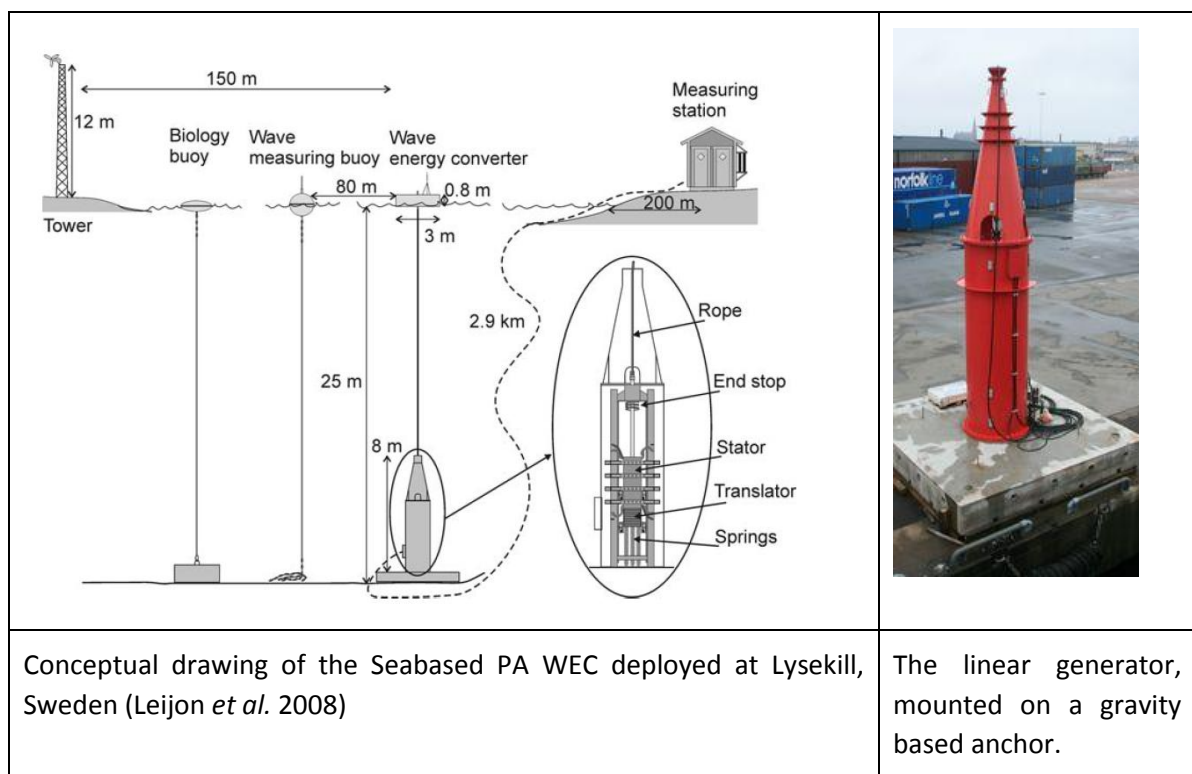 150 m
12 m
Biology
buoy
Wave
measuring buoy
Wave
energy converter
Measuring
station
80 m
0.8 m
3 m
200 m
Tower
2.9 km
25 m
8 m
Rope
End stop
Stator
Translator
Springs
norfolkline
Conceptual drawing of the Seabased PA WEC deployed at Lysekill,
Sweden (Leijon et al. 2008)
The linear generator,
mounted on a gravity
based anchor.